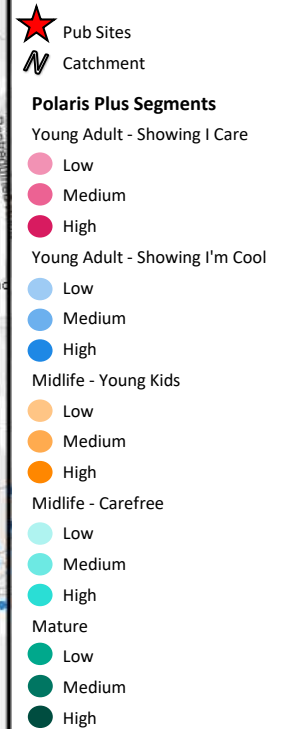 Pub Sites
Catchment
Polaris Plus Segments
Young Adult - Showing I Care
Low
Medium
High
Young Adult - Showing I'm Cool
Low
Medium
High
Midlife - Young Kids
Low
Medium
High
Midlife - Carefree
Low
Medium
High
Mature
Low
Medium
High